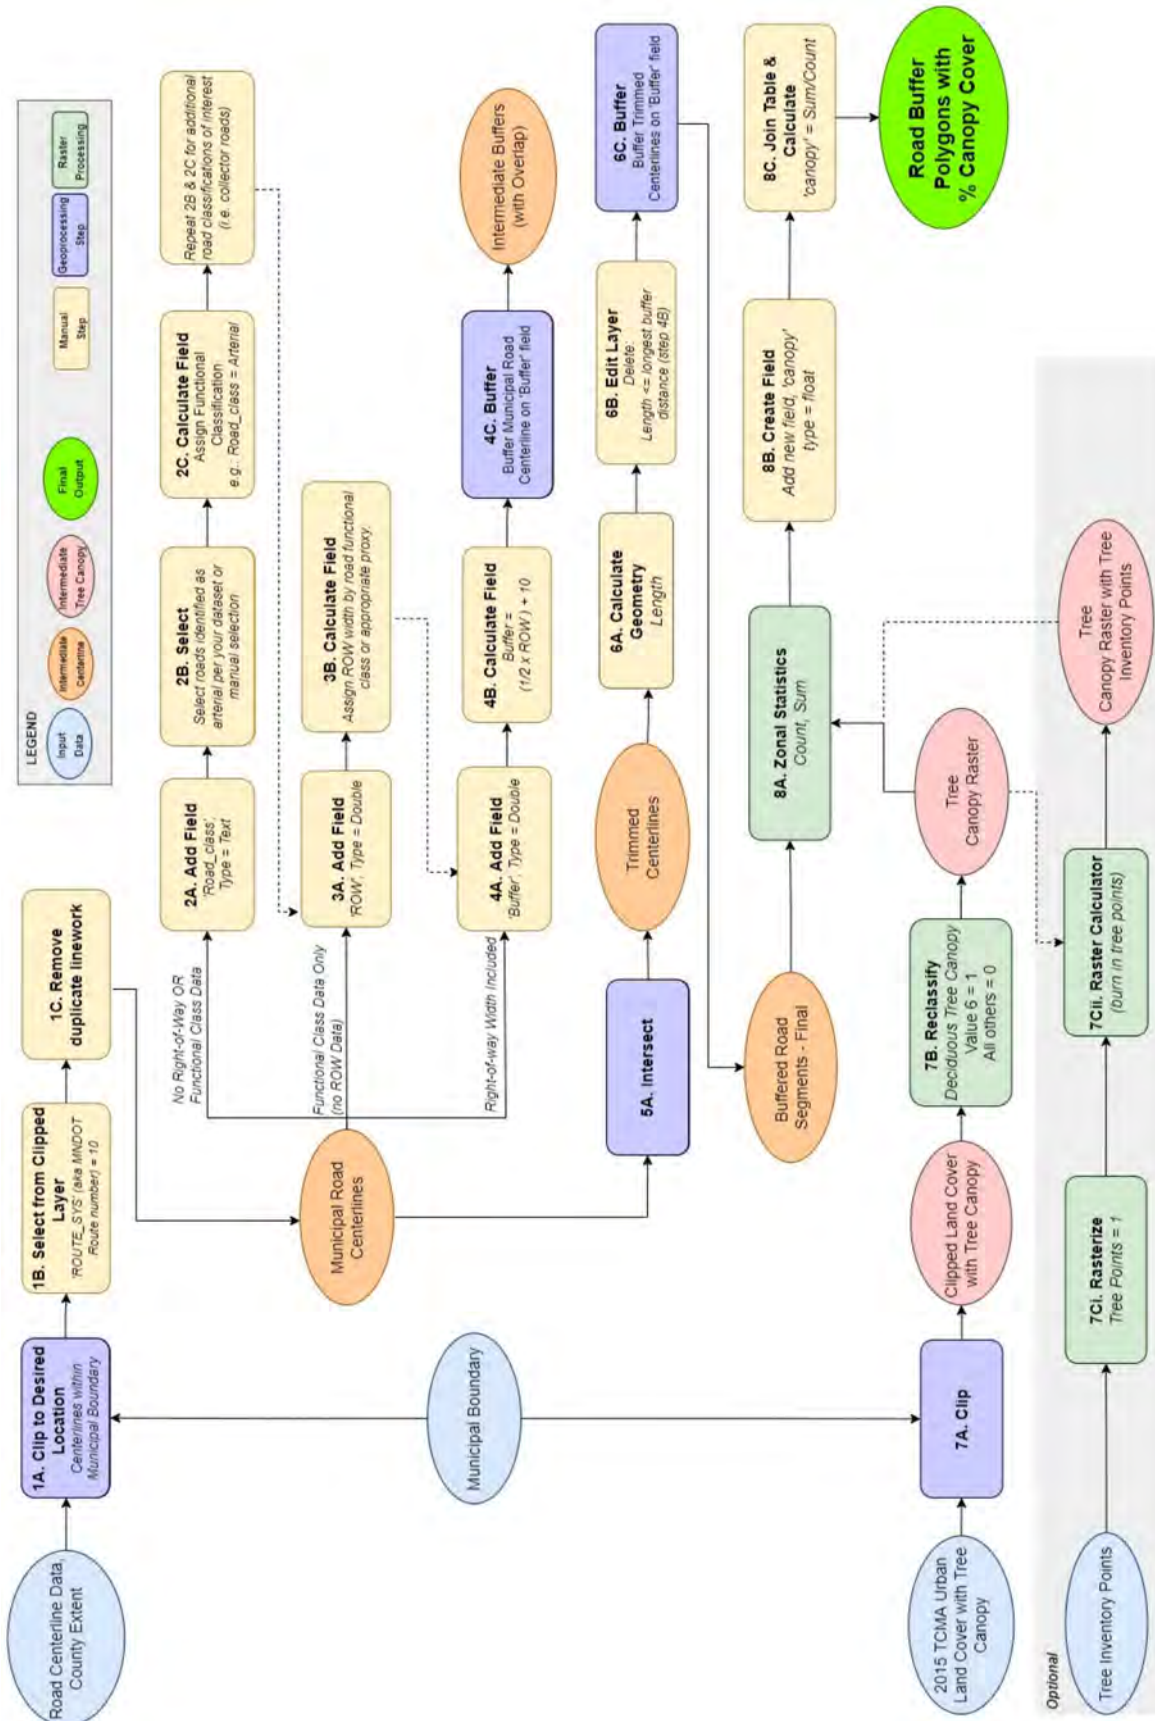 LEGEND
Input
Data
Intermediate
Centerline
Intermediate
Tree Canopy
Final
Output
Manual
Step
Geoprocessing
Step
Raster
Processing
Road Centerline Data,
County Extent
1A. Clip to Desired
Location
Centerlines within
Municipal Boundary
1B. Select from Clipped
Layer
'ROUTE_SYS' (aka MNDOT
Route number) = 10
1C. Remove
duplicate linework
Municipal Road
Centerlines
No Right-of-Way OR
Functional Class Data
Functional Class Data Only
(no ROW Data)
Right-of-way Width Included
2A. Add Field
'Road_class',
Type = Text
2B. Select
Select roads identified as
arterial per your dataset or
manual selection
2C. Calculate Field
Assign Functional
Classification
e.g.: Road_class = Arterial
Repeat 2B & 2C for additional
road classifications of interest
(i.e. collector roads)
3A. Add Field
'ROW', Type = Double
3B. Calculate Field
Assign ROW width by road functional
class or appropriate proxy.
4A. Add Field
'Buffer', Type = Double
4B. Calculate Field
Buffer =
(1/2 x ROW ) + 10
4C. Buffer
Buffer Municipal Road
Centerline on 'Buffer' field
Intermediate Buffers
(with Overlap)
Municipal Boundary
5A. Intersect
Trimmed
Centerlines
6A. Calculate
Geometry
Length
6B. Edit Layer
Delete:
Length <= longest buffer
distance (step 4B)
6C. Buffer
Buffer Trimmed
Centerlines on 'Buffer' field
Buffered Road
Segments - Final
8A. Zonal Statistics
Count, Sum
8B. Create Field
Add new field, 'canopy'
type = float
8C. Join Table &
Calculate
'canopy' = Sum/Count
Road Buffer
Polygons with
% Canopy Cover
2015 TCMA Urban
Land Cover with Tree
Canopy
7A. Clip
Clipped Land Cover
with Tree Canopy
7B. Reclassify
Deciduous Tree Canopy
Value 6 = 1
All others = 0
Tree
Canopy Raster
Optional
Tree Inventory Points
7Ci. Rasterize
Tree Points = 1
7Cii. Raster Calculator
(burn in tree points)
Tree
Canopy Raster with Tree
Inventory Points